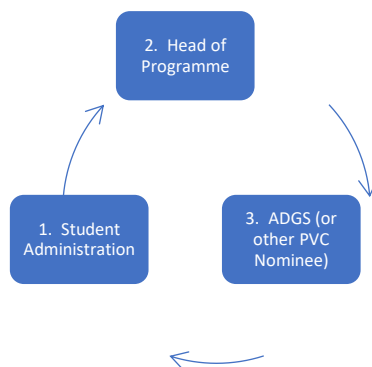 2. Head of
Programme
1. Student
Administration
3. ADGS (or
other PVC
Nominee)